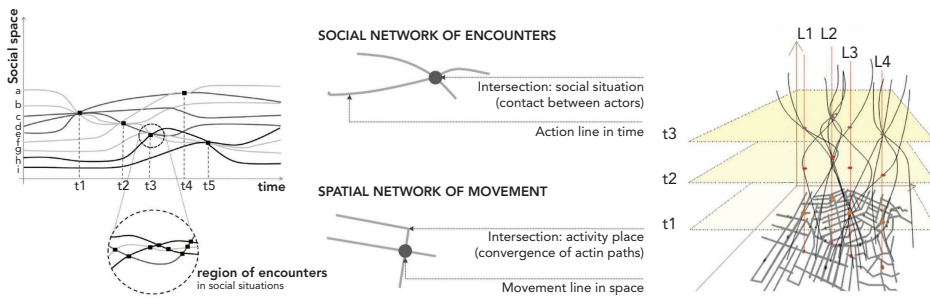 Social space
a
b
c
d
e
f
g
h
i
t1
t2
t3
t4
t5
time
region of encounters
in social situations
SOCIAL NETWORK OF ENCOUNTERS
Intersection: social situation
(contact between actors)
Action line in time
SPATIAL NETWORK OF MOVEMENT
Intersection: activity place
(convergence of actin paths)
Movement line in space
L1
L2
L3
L4
t3
t2
t1